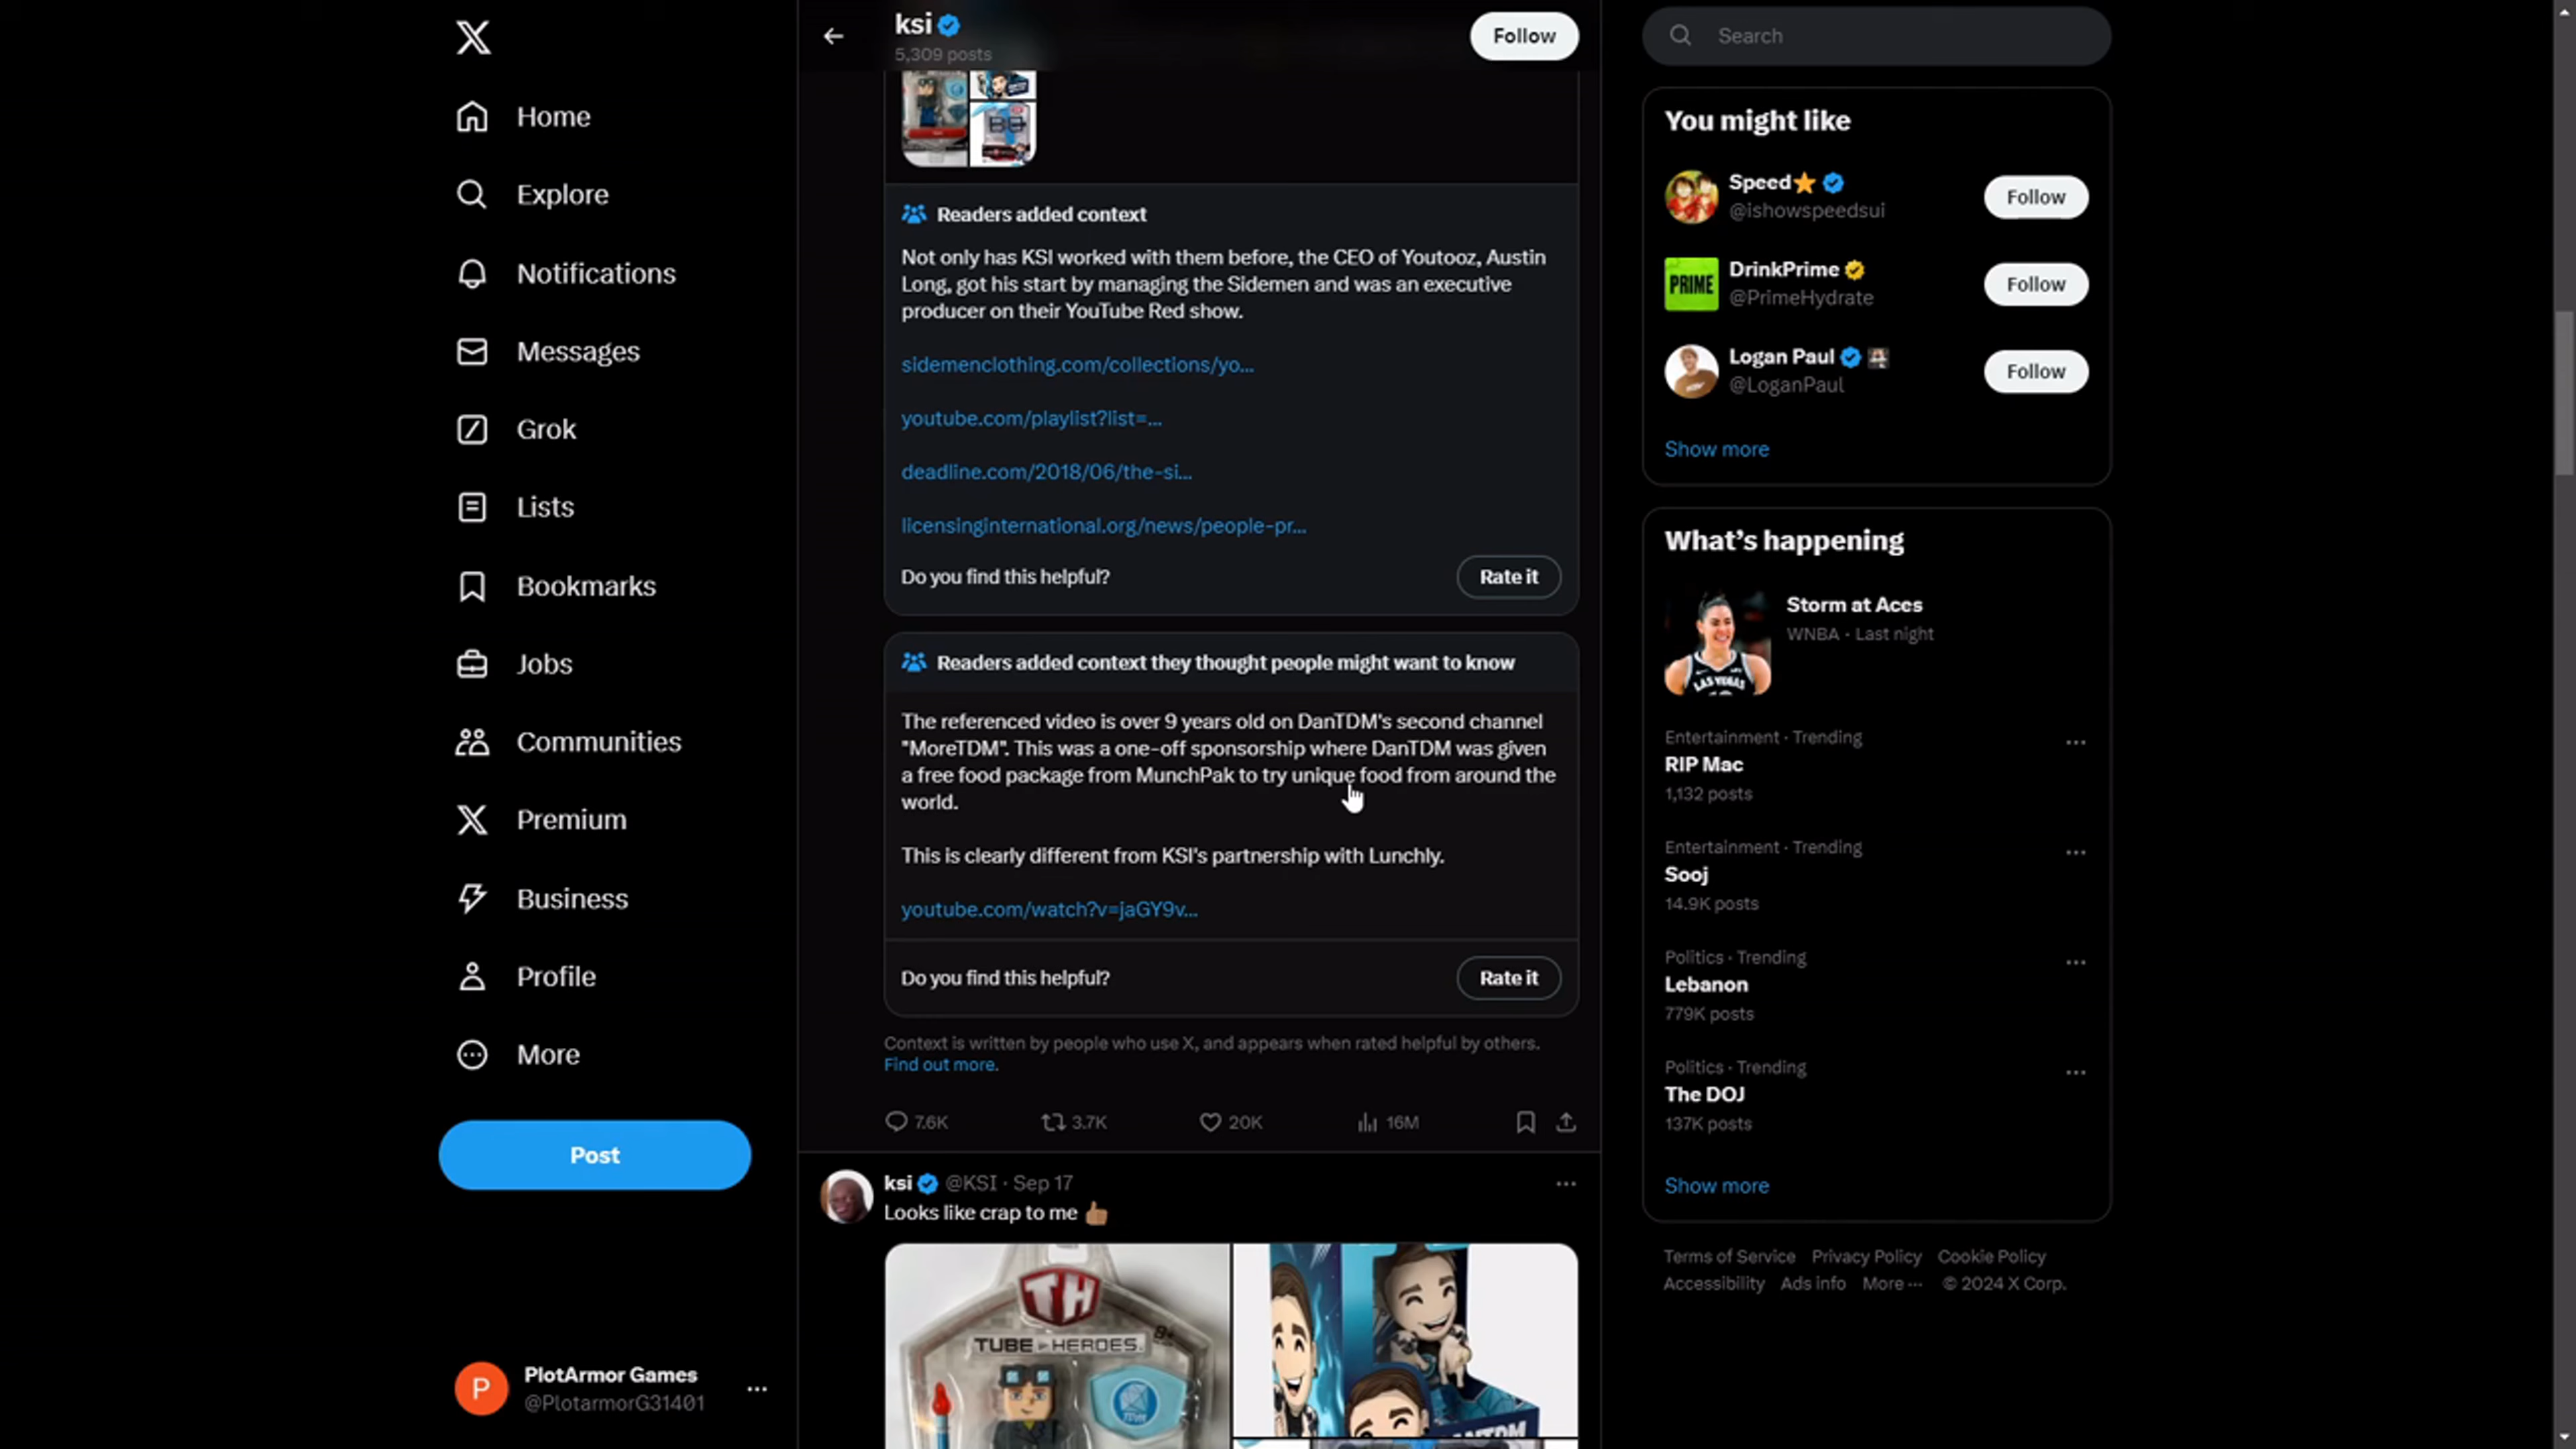 Home
Explore
Notifications
Messages
Grok
Lists
Bookmarks
Jobs
Communities
Premium
Business
Profile
More
Post
P
PlotArmor Games
@PlotarmorG31401
ksi
5,309 posts
Follow
Readers added context
Not only has KSI worked with them before, the CEO of Youtooz, Austin
Long, got his start by managing the Sidemen and was an executive
producer on their YouTube Red show.
sidemenclothing.com/collections/yo...
youtube.com/playlist?list=...
deadline.com/2018/06/the-si...
licensinginternational.org/news/people-pr...
Do you find this helpful?
Rate it
Readers added context they thought people might want to know
The referenced video is over 9 years old on DanTDM's second channel
"MoreTDM". This was a one-off sponsorship where DanTDM was given
a free food package from MunchPak to try unique food from around the
world.
This is clearly different from KSI's partnership with Lunchly.
youtube.com/watch?v=jaGY9v...
Do you find this helpful?
Rate it
Context is written by people who use X, and appears when rated helpful by others.
Find out more.
7.6K 3.7K 20K 16M
ksi @KSI · Sep 17
Looks like crap to me 👍🏽
TH
TUBE HEROES
8+
Search
You might like
Speed⭐
@ishowspeedsui
Follow
PRIME
DrinkPrime
@PrimeHydrate
Follow
Logan Paul
@LoganPaul
Follow
Show more
What's happening
Storm at Aces
WNBA · Last night
LAS VEGAS
Entertainment · Trending
RIP Mac
1,132 posts
Entertainment · Trending
Sooj
14.9K posts
Politics · Trending
Lebanon
779K posts
Politics · Trending
The DOJ
137K posts
Show more
Terms of Service Privacy Policy Cookie Policy
Accessibility Ads info More ... © 2024 X Corp.